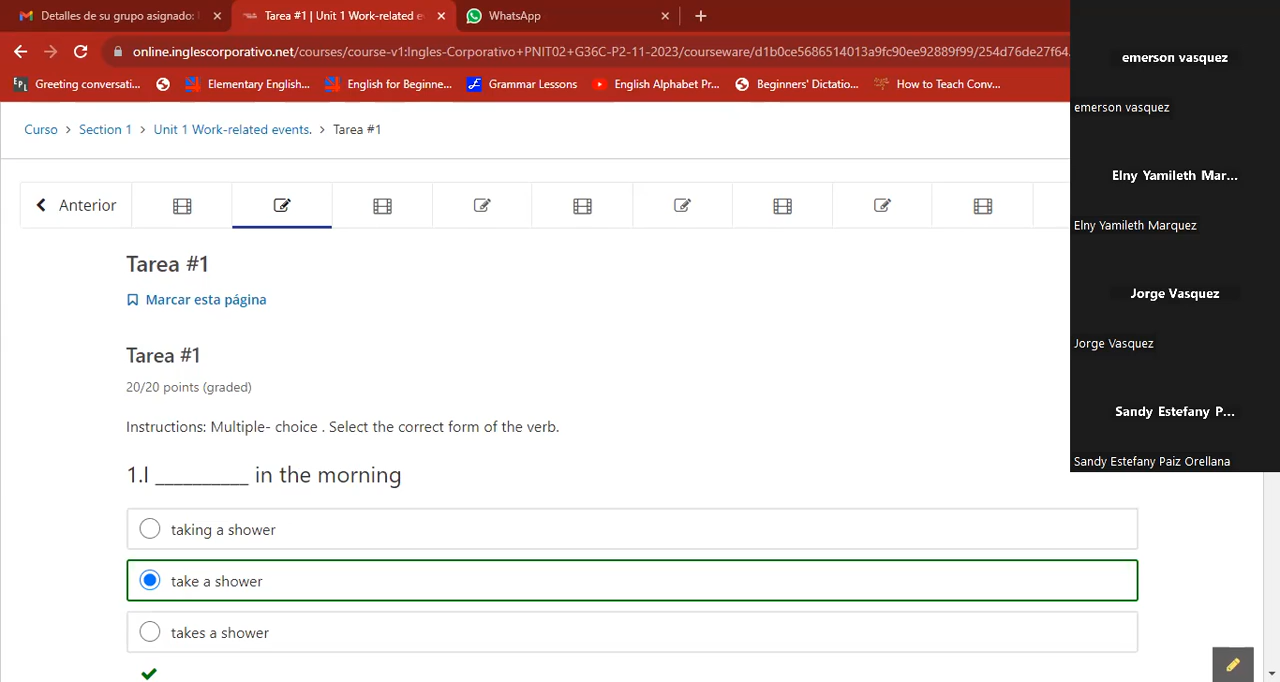 Detalles de su grupo asignado:
Tarea #1 | Unit 1 Work-related e
WhatsApp
online.inglescorporativo.net/courses/course-v1:Ingles-Corporativo+PNIT02+G36C-P2-11-2023/courseware/d1b0ce5686514013a9fc90ee92889f99/254d76de27f64
Greeting conversati...
Elementary English...
English for Beginne...
Grammar Lessons
English Alphabet Pr...
Beginners' Dictatio...
How to Teach Conv...
Curso > Section 1 > Unit 1 Work-related events. > Tarea #1
Anterior
Tarea #1
Marcar esta página
Tarea #1
20/20 points (graded)
Instructions: Multiple- choice . Select the correct form of the verb.
1.I __________ in the morning
taking a shower
take a shower
takes a shower
emerson vasquez
emerson vasquez
Elny Yamileth Mar...
Elny Yamileth Marquez
Jorge Vasquez
Jorge Vasquez
Sandy Estefany P...
Sandy Estefany Paiz Orellana